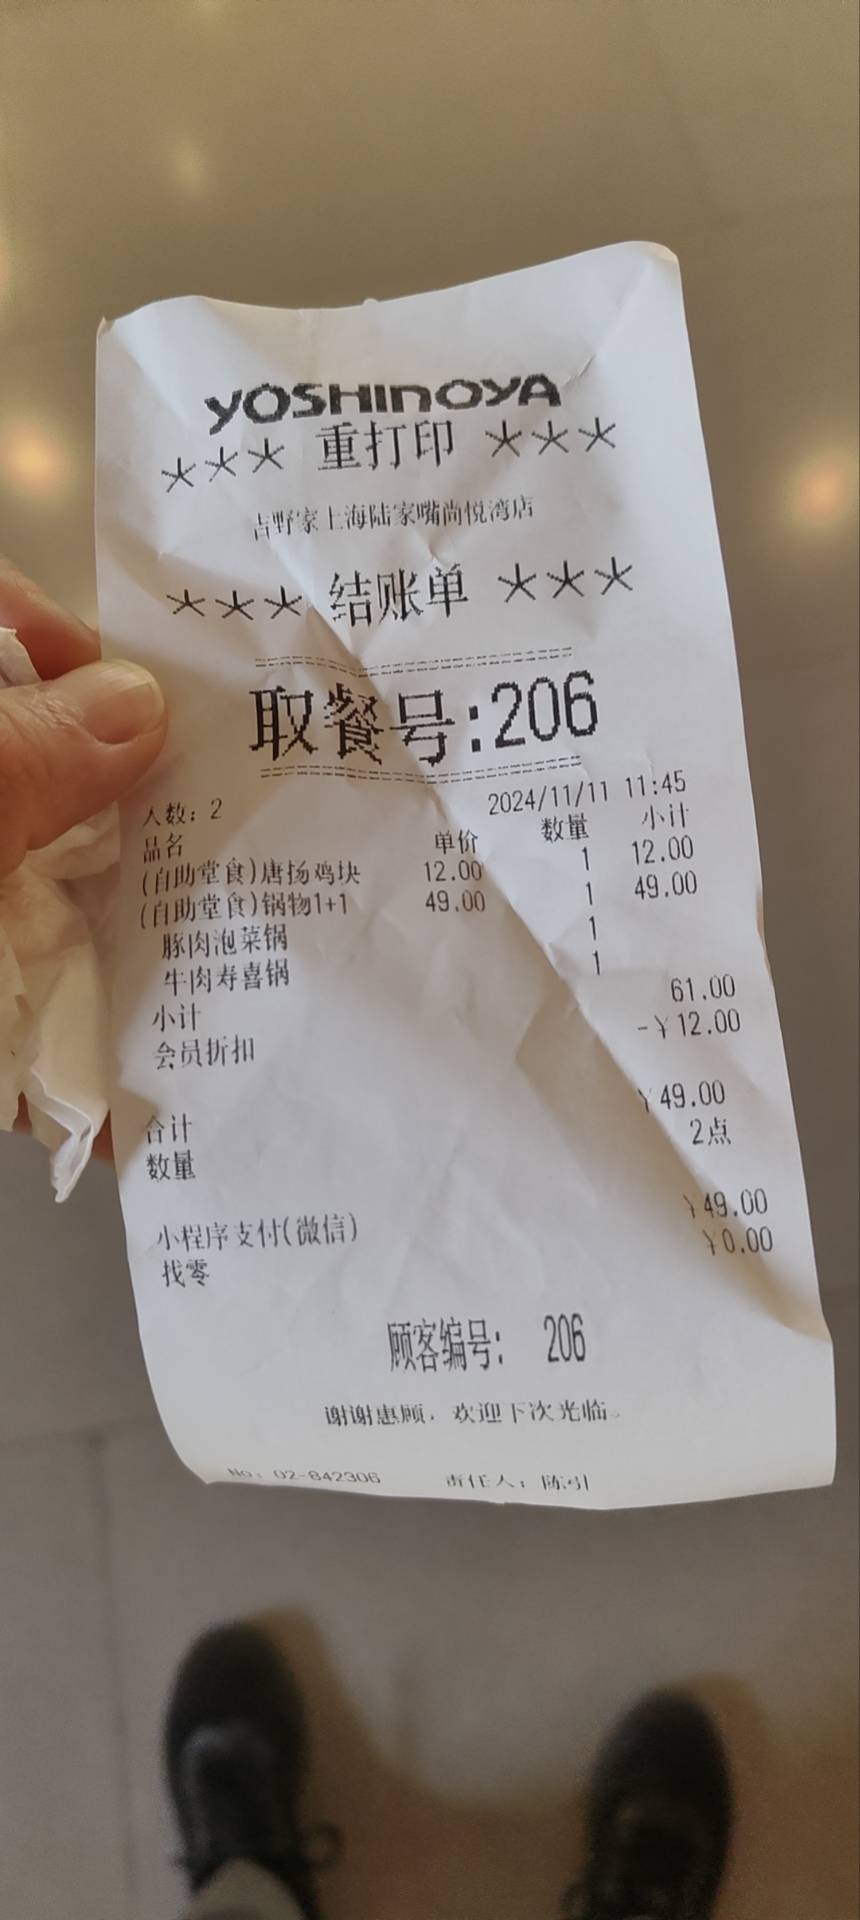 YOSHINOYA
*** 重打印 ***
吉野家上海陆家嘴尚悦湾店
*** 结账单 ***
取餐号:206
人数: 2 2024/11/11 11:45
品名 单价 数量 小计
(自助堂食)唐扬鸡块 12.00 1 12.00
(自助堂食)锅物1+1 49.00 1 49.00
豚肉泡菜锅 1
牛肉寿喜锅 1
小计 61.00
会员折扣 -¥12.00
合计 ¥49.00
数量 2点
小程序支付(微信) ¥49.00
找零 ¥0.00
顾客编号: 206
谢谢惠顾，欢迎下次光临。
No: 02-842306 责任人: 陈引